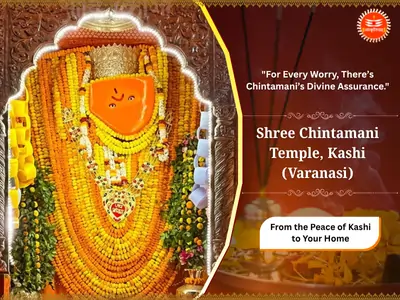 "For Every Worry, There's
Chintamani's Divine Assurance."
Shree Chintamani
Temple, Kashi
(Varanasi)
From the Peace of Kashi
to Your Home